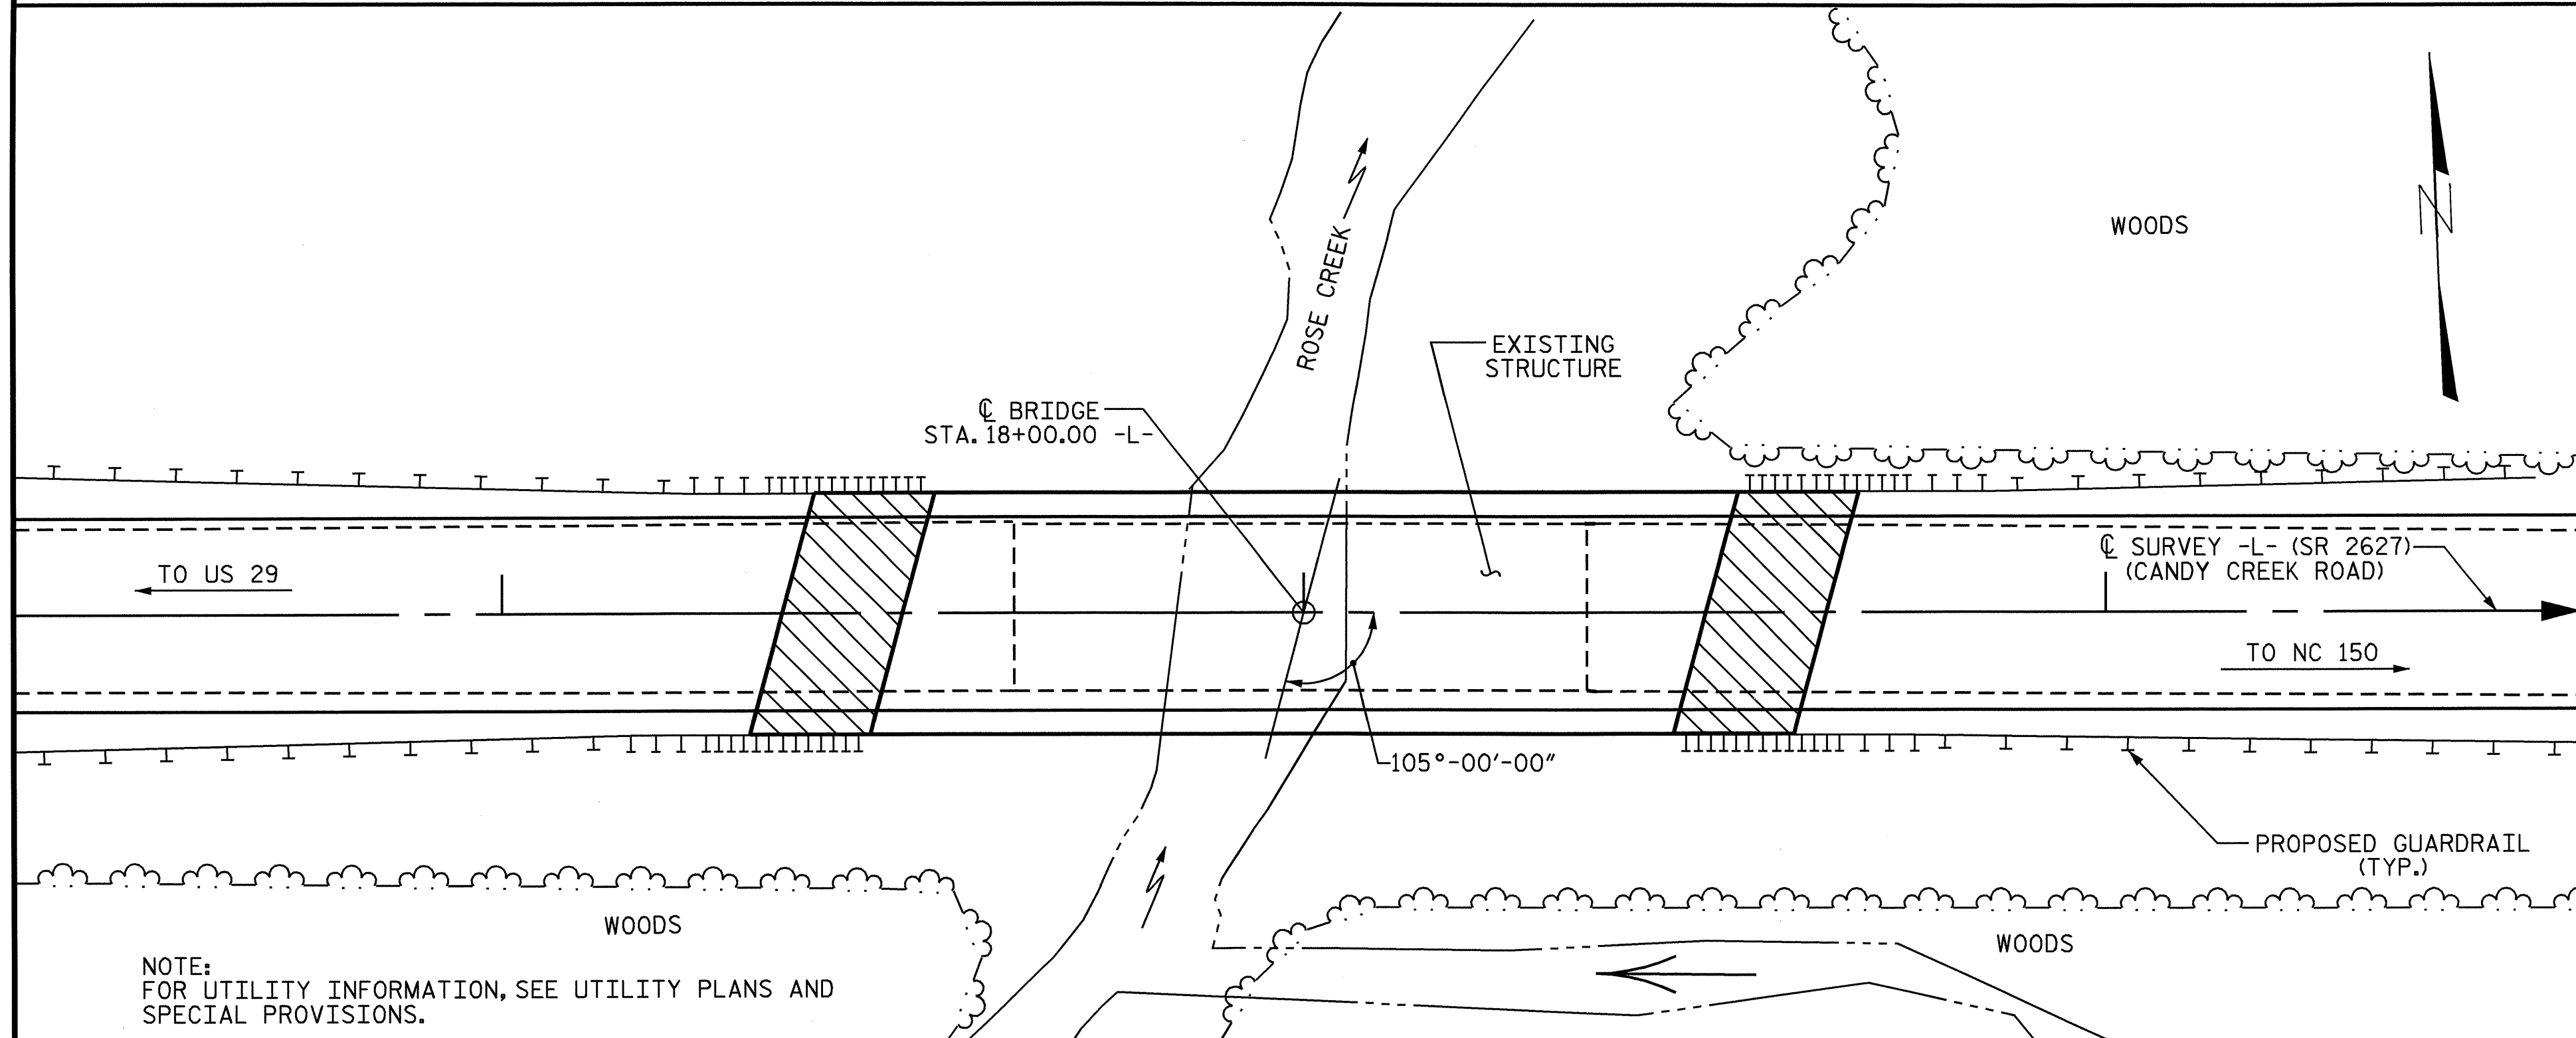 WOODS
N
ROSE CREEK
EXISTING
STRUCTURE
℄ BRIDGE
STA. 18+00.00 -L-
TO US 29
℄ SURVEY -L- (SR 2627)
(CANDY CREEK ROAD)
TO NC 150
105°-00'-00"
PROPOSED GUARDRAIL
(TYP.)
WOODS
WOODS
NOTE:
FOR UTILITY INFORMATION, SEE UTILITY PLANS AND
SPECIAL PROVISIONS.